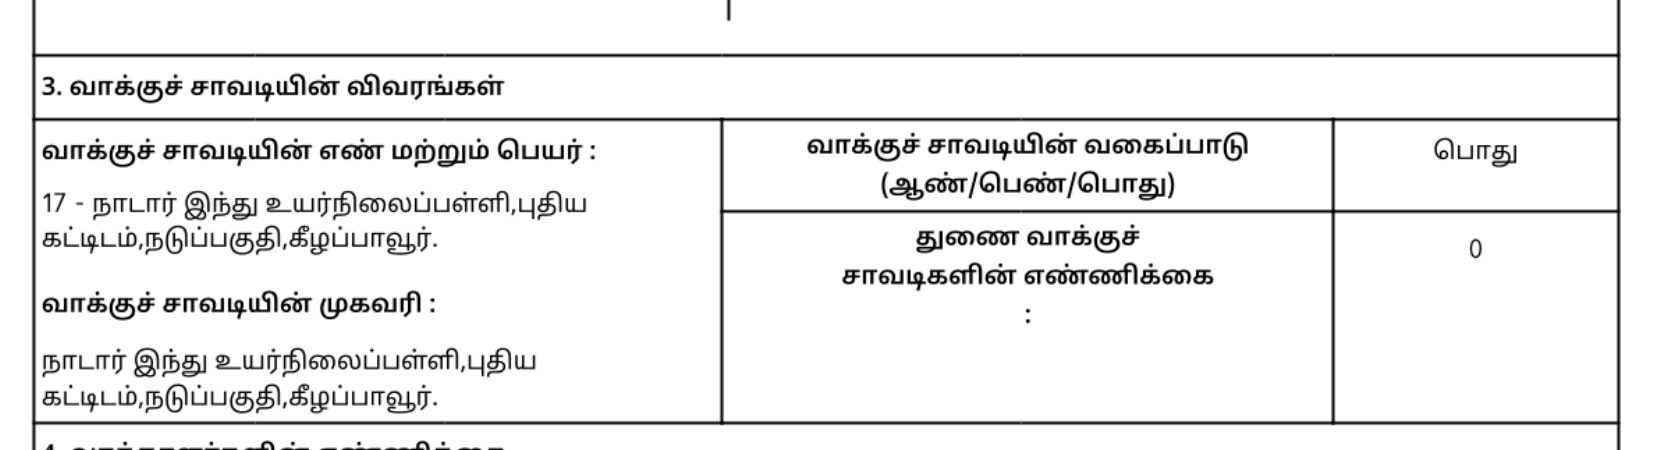 3. வாக்குச் சாவடியின் விவரங்கள்
வாக்குச் சாவடியின் எண் மற்றும் பெயர் :
17 - நாடார் இந்து உயர்நிலைப்பள்ளி,புதிய
கட்டிடம்,நடுப்பகுதி,கீழப்பாவூர்.
வாக்குச் சாவடியின் முகவரி :
நாடார் இந்து உயர்நிலைப்பள்ளி,புதிய
கட்டிடம்,நடுப்பகுதி,கீழப்பாவூர்.
வாக்குச் சாவடியின் வகைப்பாடு
(ஆண்/பெண்/பொது)
பொது
துணை வாக்குச்
சாவடிகளின் எண்ணிக்கை
:
0